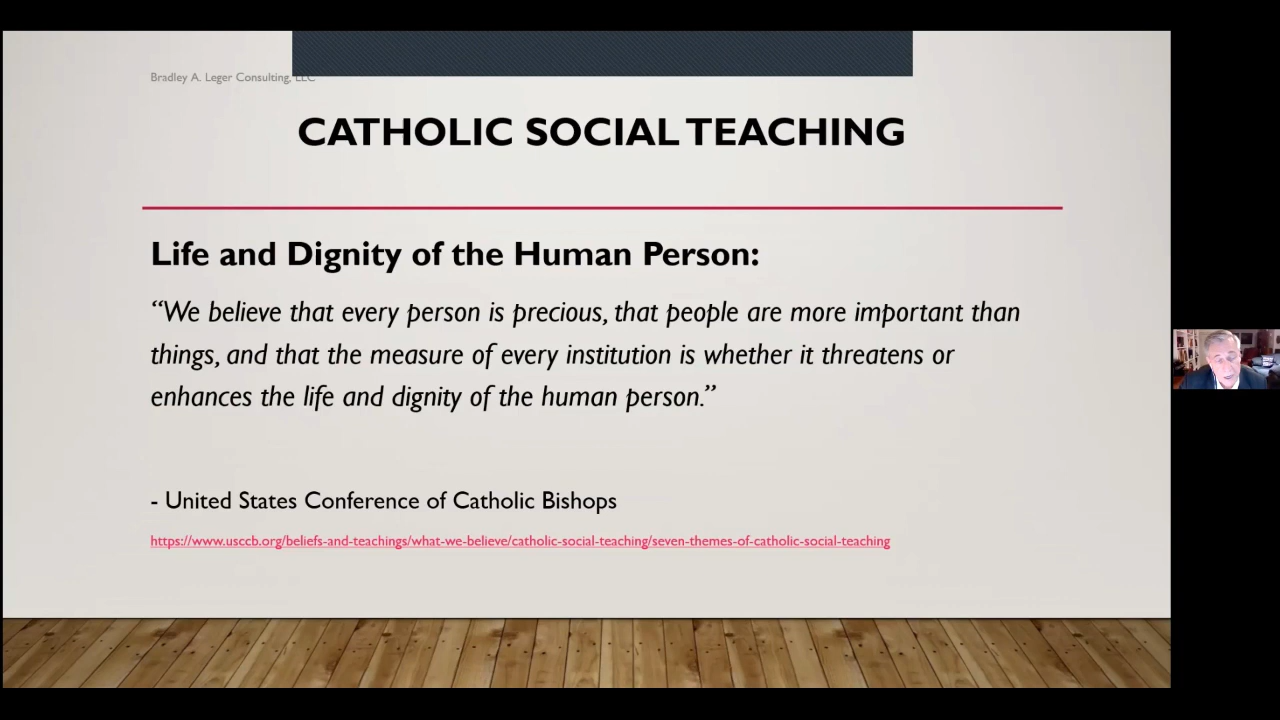 Bradley A. Leger Consulting, LLC
CATHOLIC SOCIAL TEACHING
Life and Dignity of the Human Person:
“We believe that every person is precious, that people are more important than
things, and that the measure of every institution is whether it threatens or
enhances the life and dignity of the human person.”
- United States Conference of Catholic Bishops
https://www.usccb.org/beliefs-and-teachings/what-we-believe/catholic-social-teaching/seven-themes-of-catholic-social-teaching